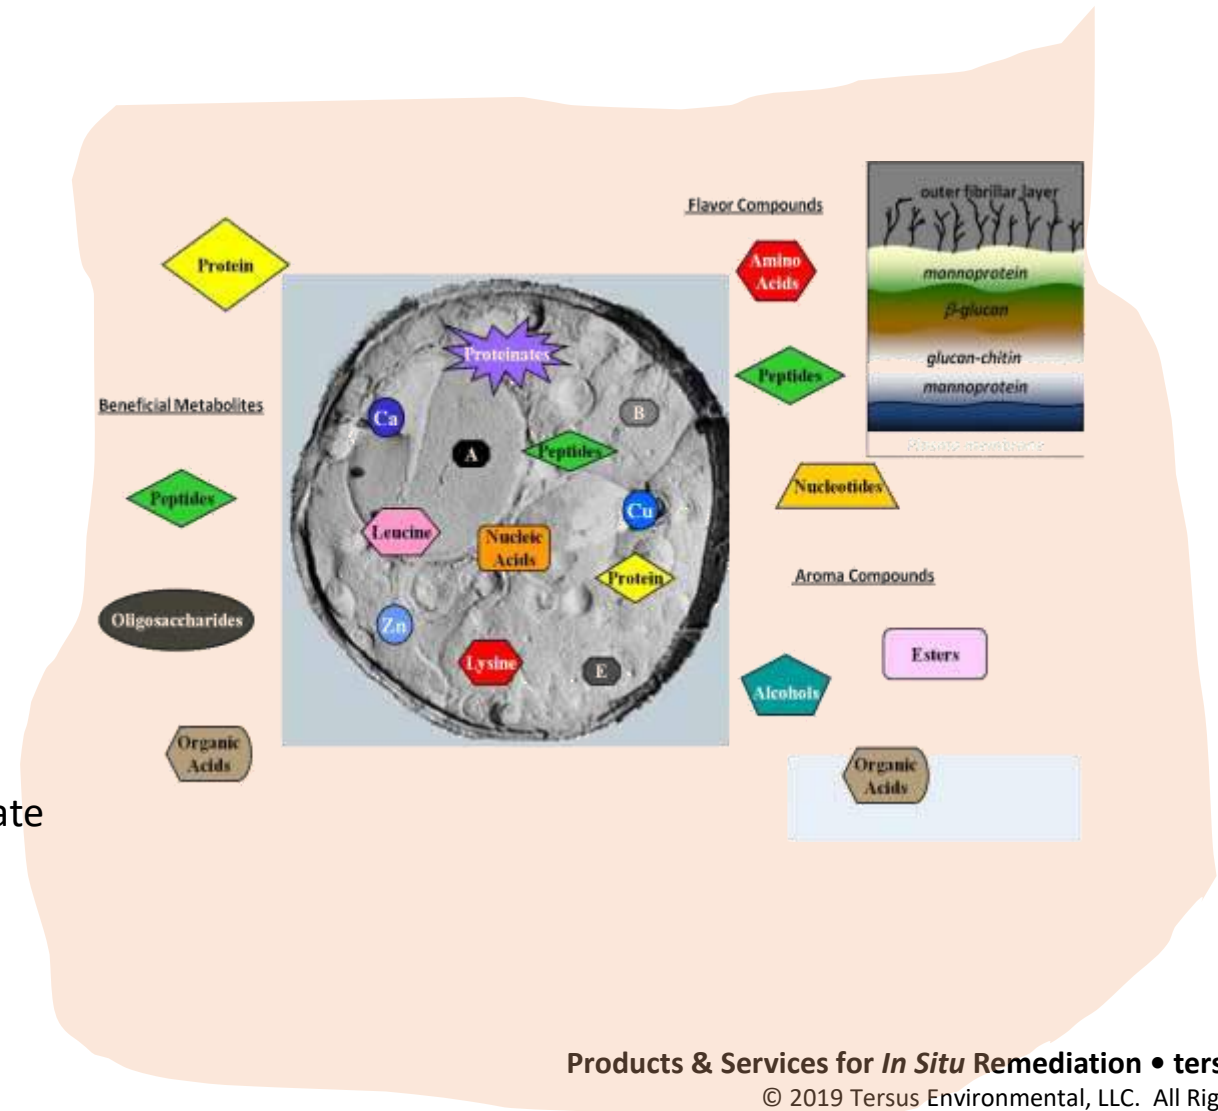 outer fibrillar layer
mannoprotein
β-glucan
glucan-chitin
mannoprotein
Flavor Compounds
Amino
Acids
Peptides
Nucleotides
Aroma Compounds
Esters
Alcohols
Organic
Acids
Protein
Beneficial Metabolites
Peptides
Oligosaccharides
Organic
Acids
Proteinates
Ca
A
B
Peptides
Leucine
Nucleic
Acids
Cu
Protein
Zn
Lysine
E
ate
Products & Services for In Situ Remediation • ters
© 2019 Tersus Environmental, LLC. All Rig